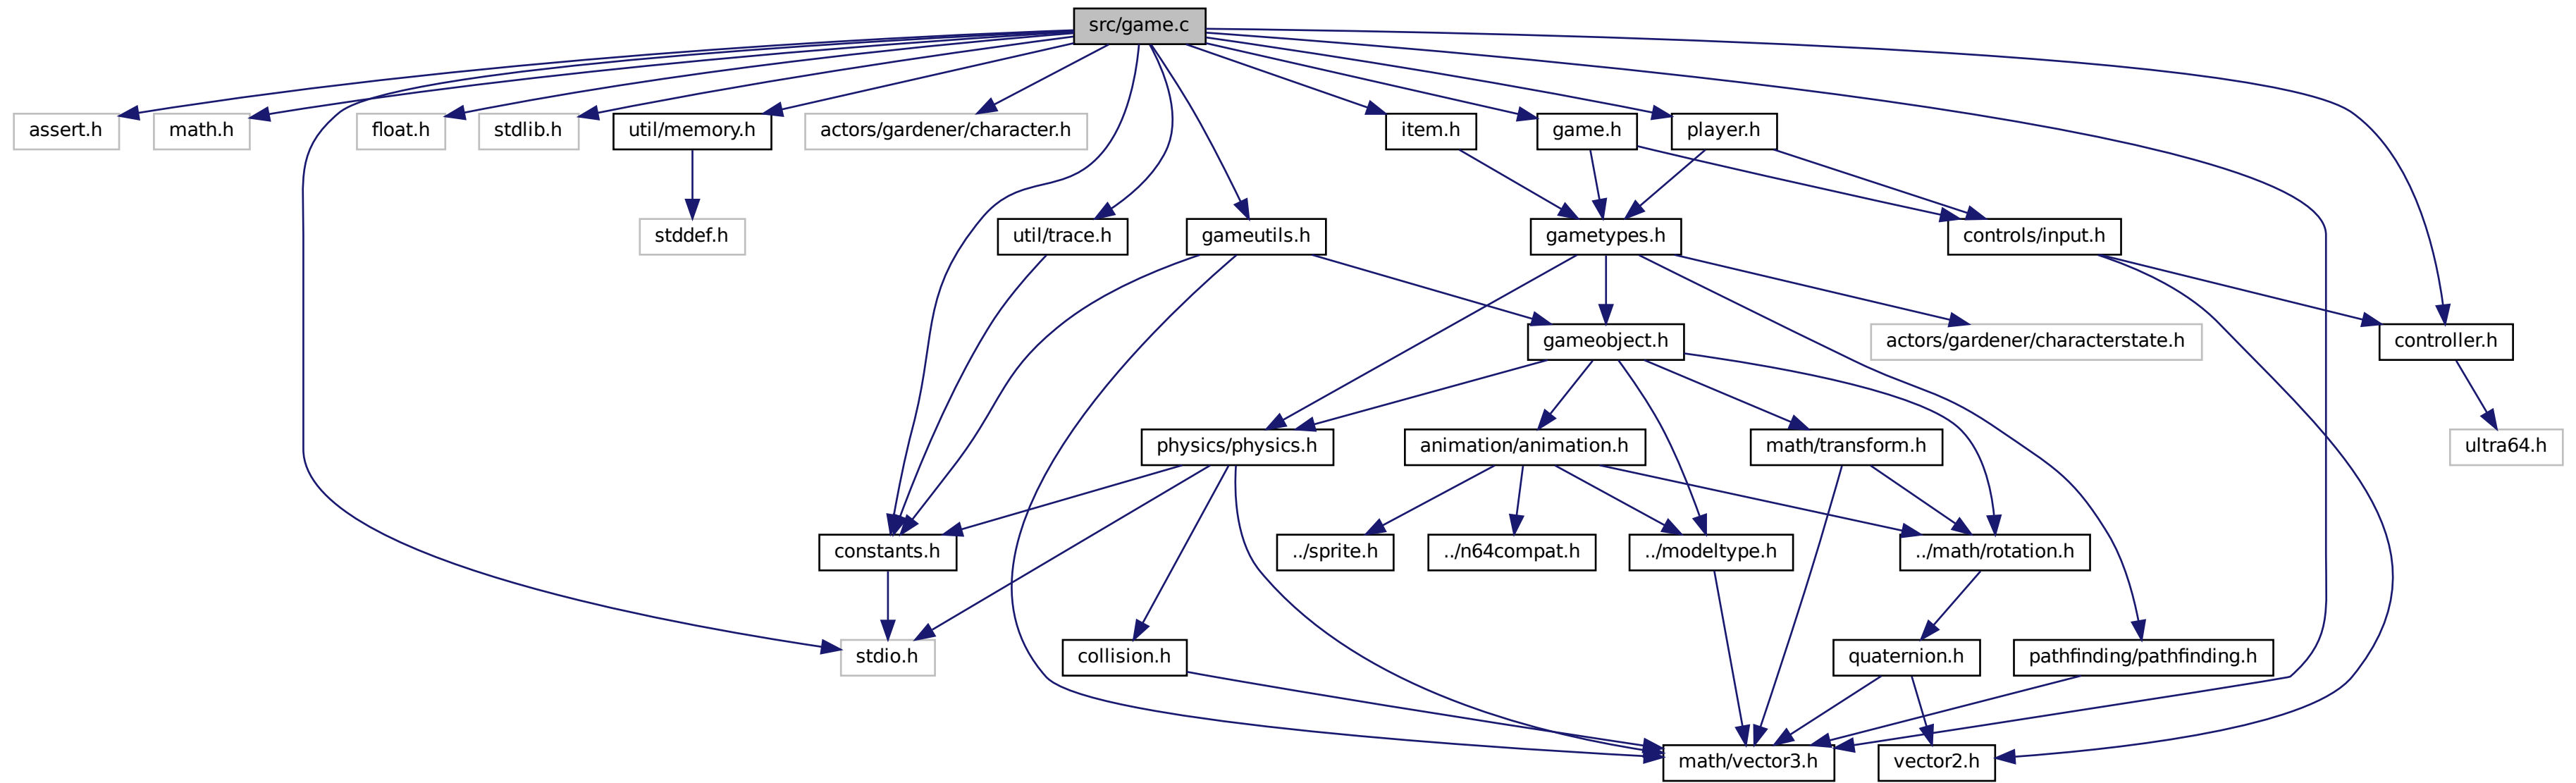 src/game.c
assert.h
math.h
float.h
stdlib.h
util/memory.h
actors/gardener/character.h
item.h
game.h
player.h
stddef.h
util/trace.h
gameutils.h
gametypes.h
controls/input.h
gameobject.h
actors/gardener/characterstate.h
controller.h
physics/physics.h
animation/animation.h
math/transform.h
ultra64.h
constants.h
../sprite.h
../n64compat.h
../modeltype.h
../math/rotation.h
stdio.h
collision.h
quaternion.h
pathfinding/pathfinding.h
math/vector3.h
vector2.h